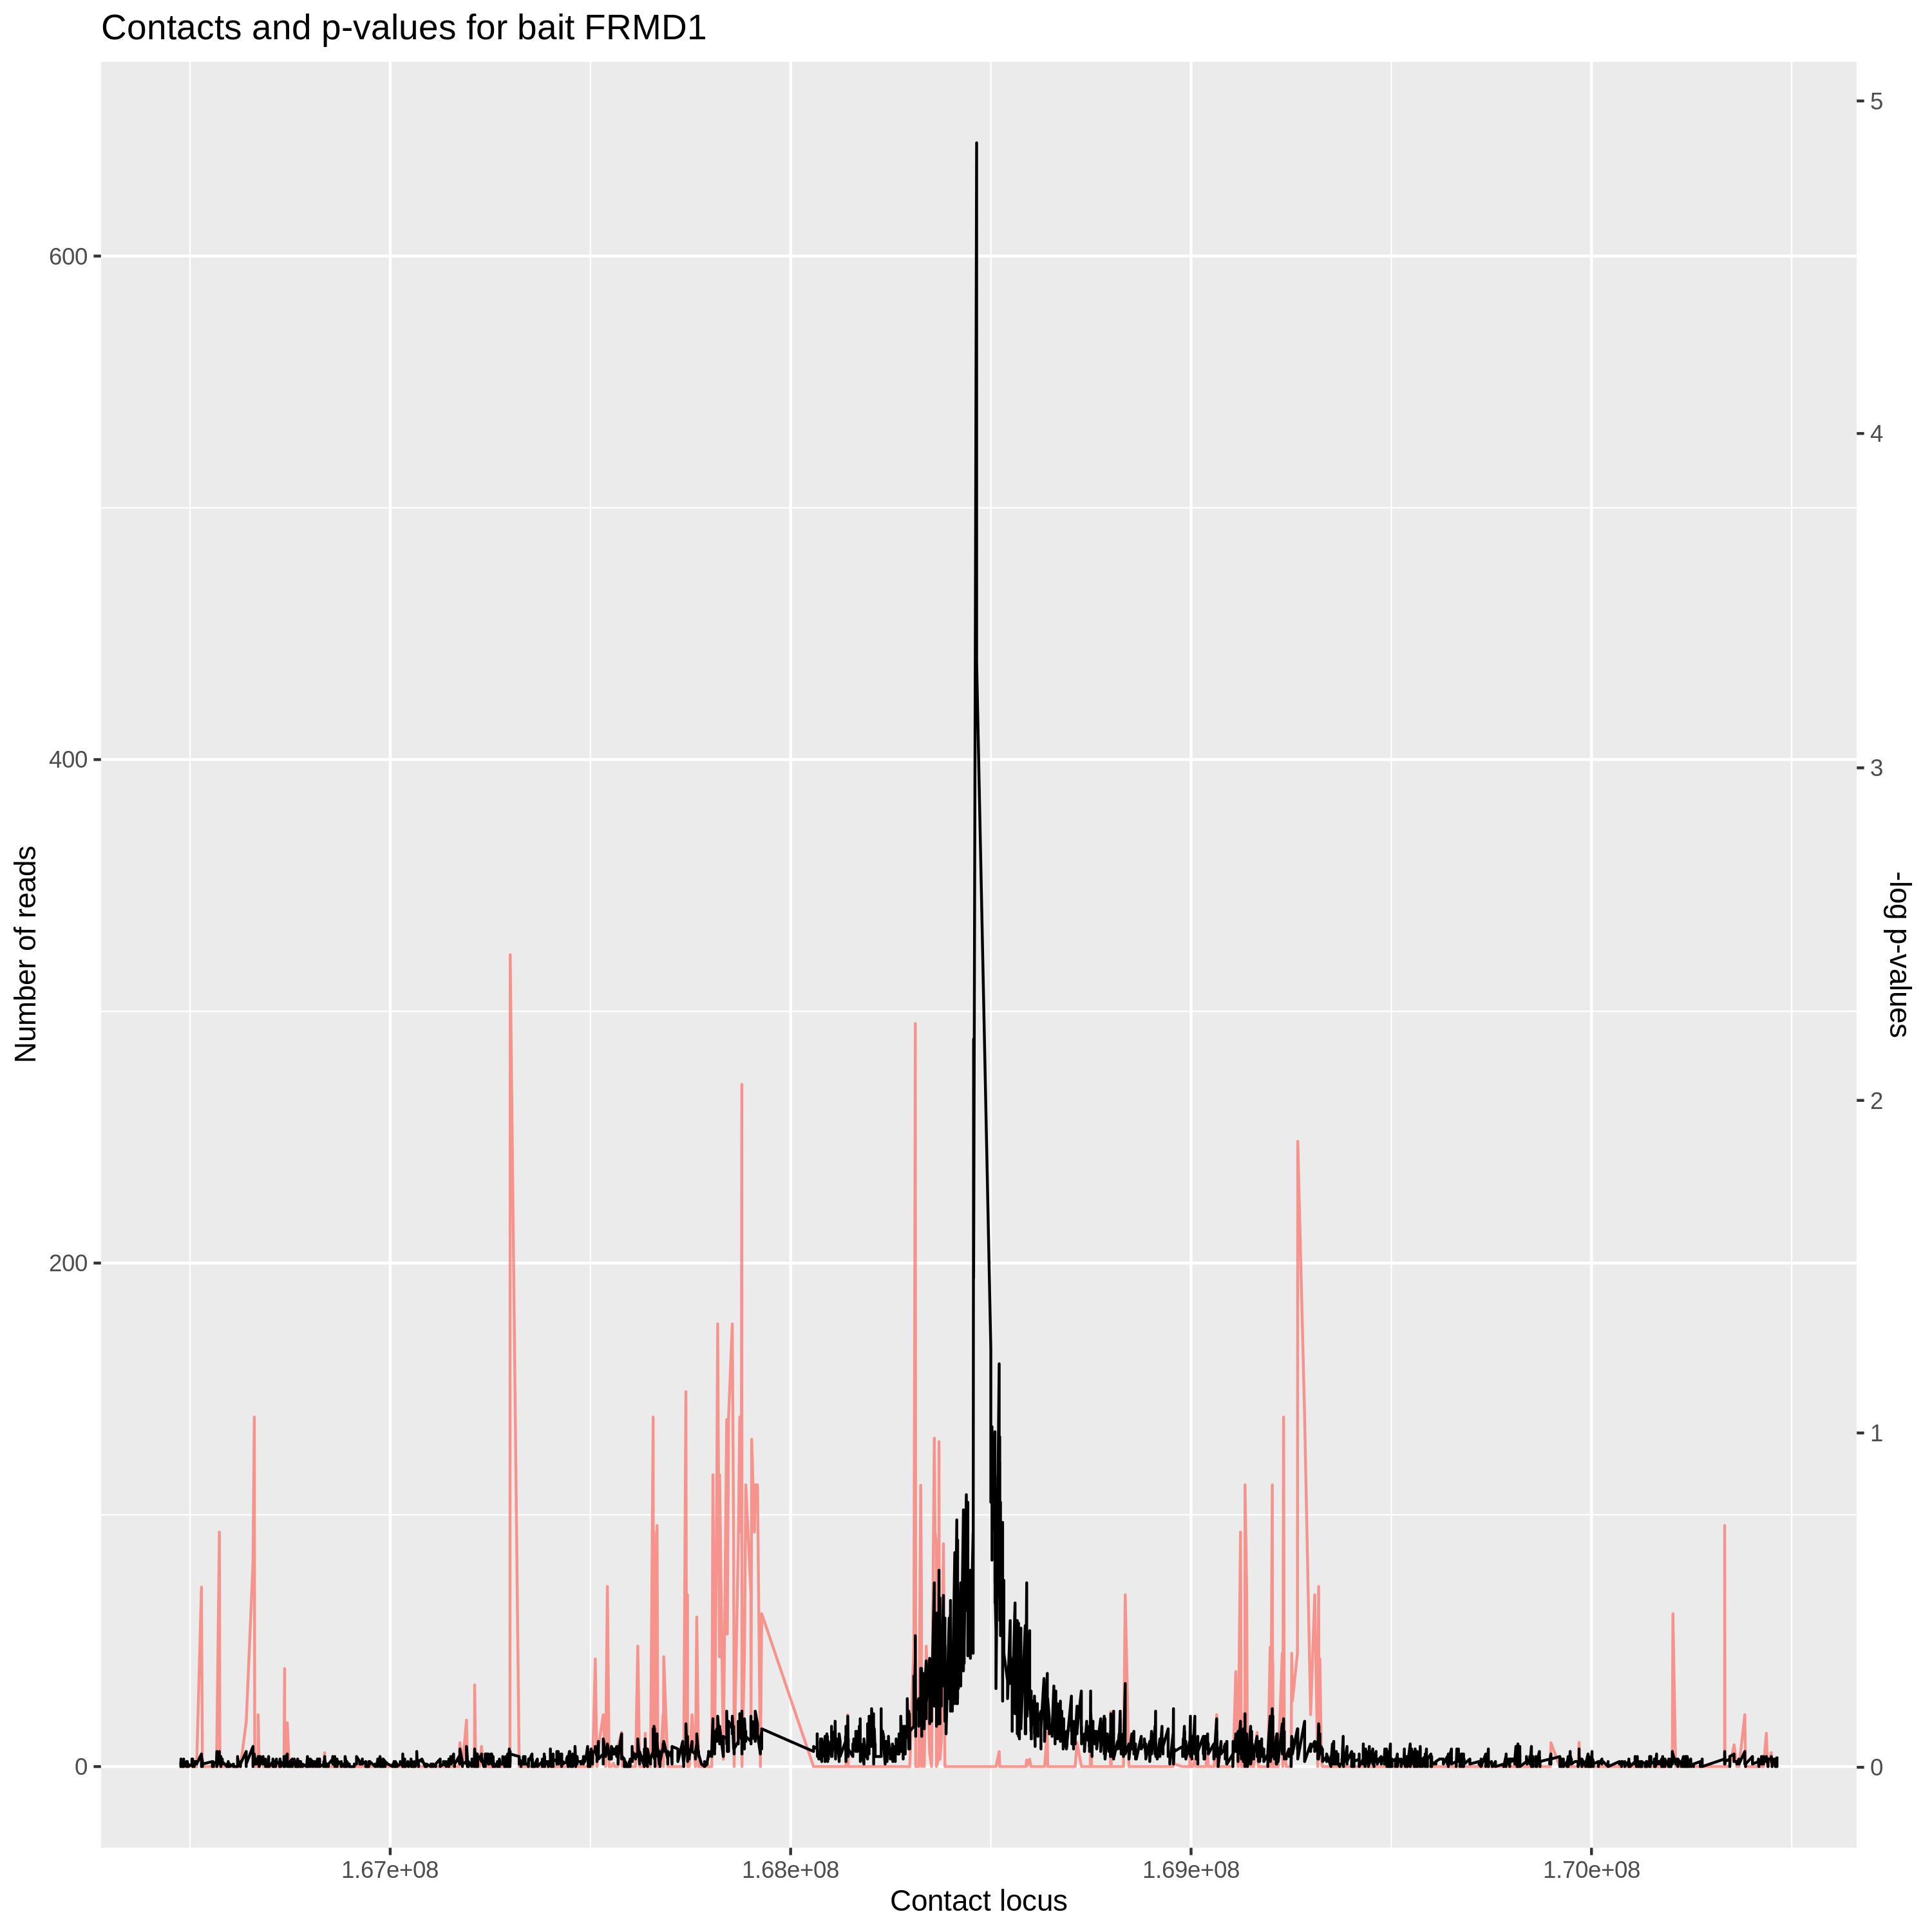 Contacts and p-values for bait FRMD1
600
400
200
0
5
4
3
2
1
0
Number of reads
-log p-values
1.67e+08
1.68e+08
1.69e+08
1.70e+08
Contact locus